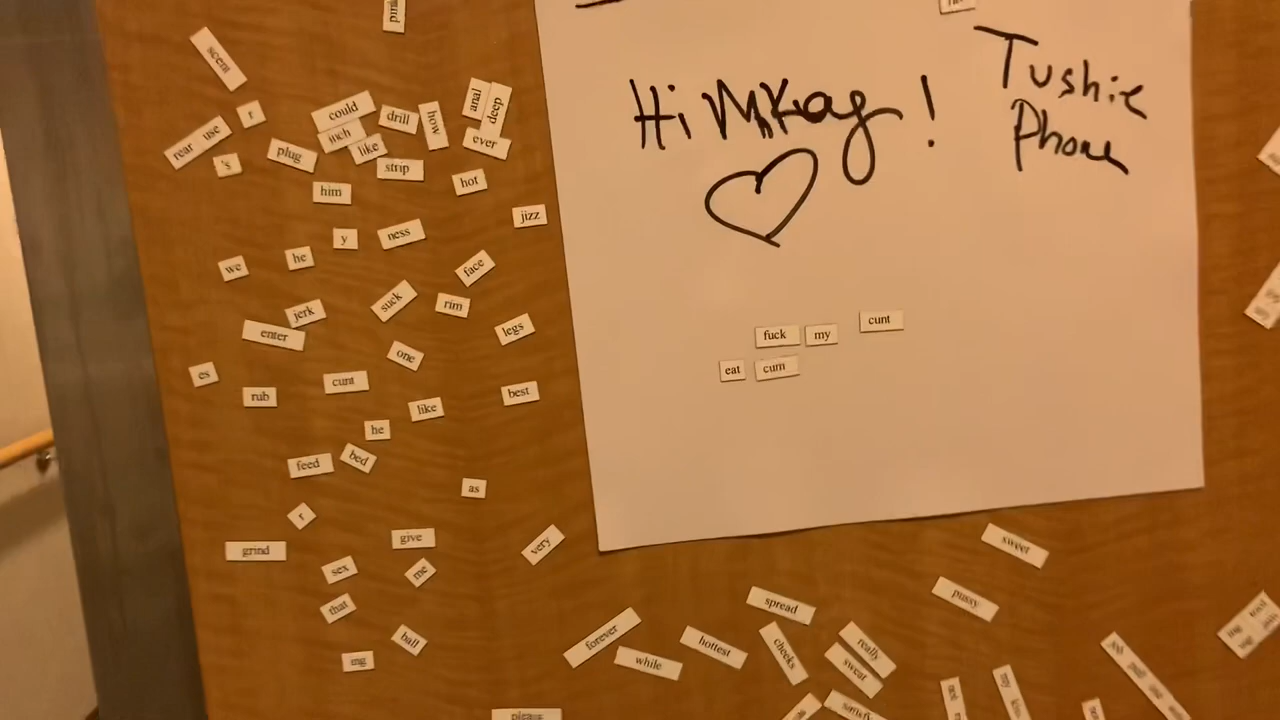 pink
scent
r
rear use
's
could
inch
like
drill
how
anal
deep
ever
plug
strip
him
hot
jizz
y
ness
we
he
face
jerk
suck
rim
enter
legs
one
es
rub
cunt
best
like
he
feed
bed
as
r
grind
give
very
sex
me
that
ball
ing
Hi MKay!
Tushie
Phone
fuck my cunt
eat cum
sweet
pussy
spread
forever
while
hottest
cheeks
really
sweat
please